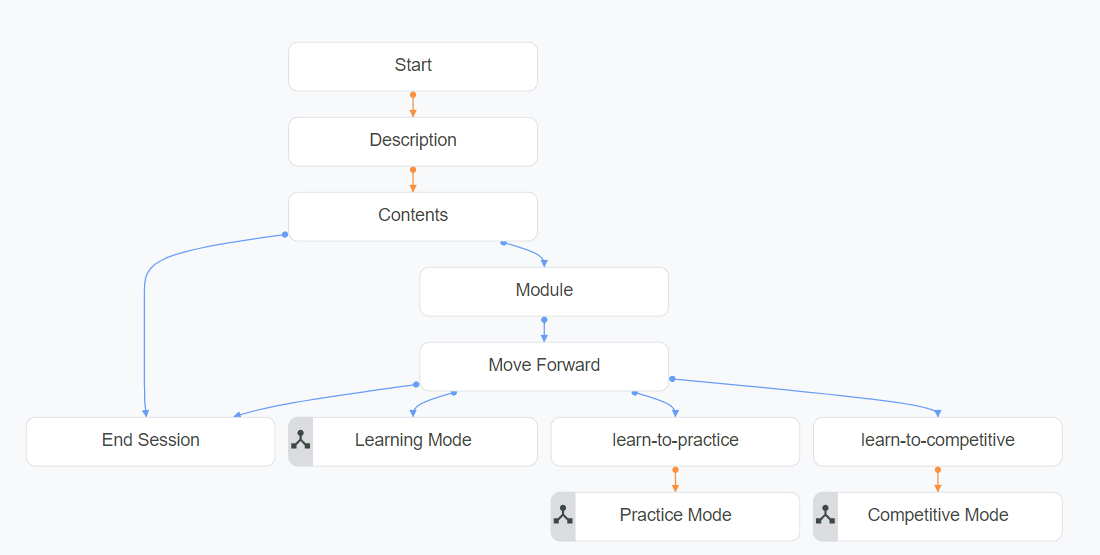 Start
Description
Contents
Module
Move Forward
End Session
Learning Mode
learn-to-practice
learn-to-competitive
Practice Mode
Competitive Mode